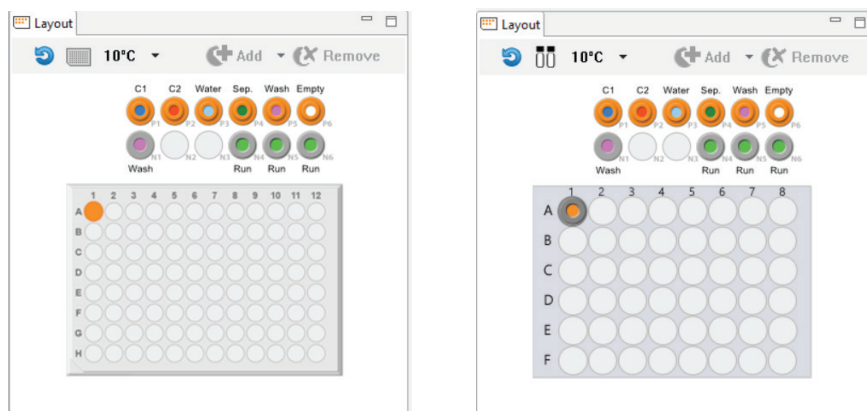 Layout
10°C Add Remove
C1 C2 Water Sep. Wash Empty
P1 P2 P3 P4 P5 P6
N1 N2 N3 N4 N5 N6
Wash Run Run Run
1 2 3 4 5 6 7 8 9 10 11 12
A
B
C
D
E
F
G
H
Layout
10°C Add Remove
C1 C2 Water Sep. Wash Empty
P1 P2 P3 P4 P5 P6
N1 N2 N3 N4 N5 N6
Wash Run Run Run
1 2 3 4 5 6 7 8
A
B
C
D
E
F